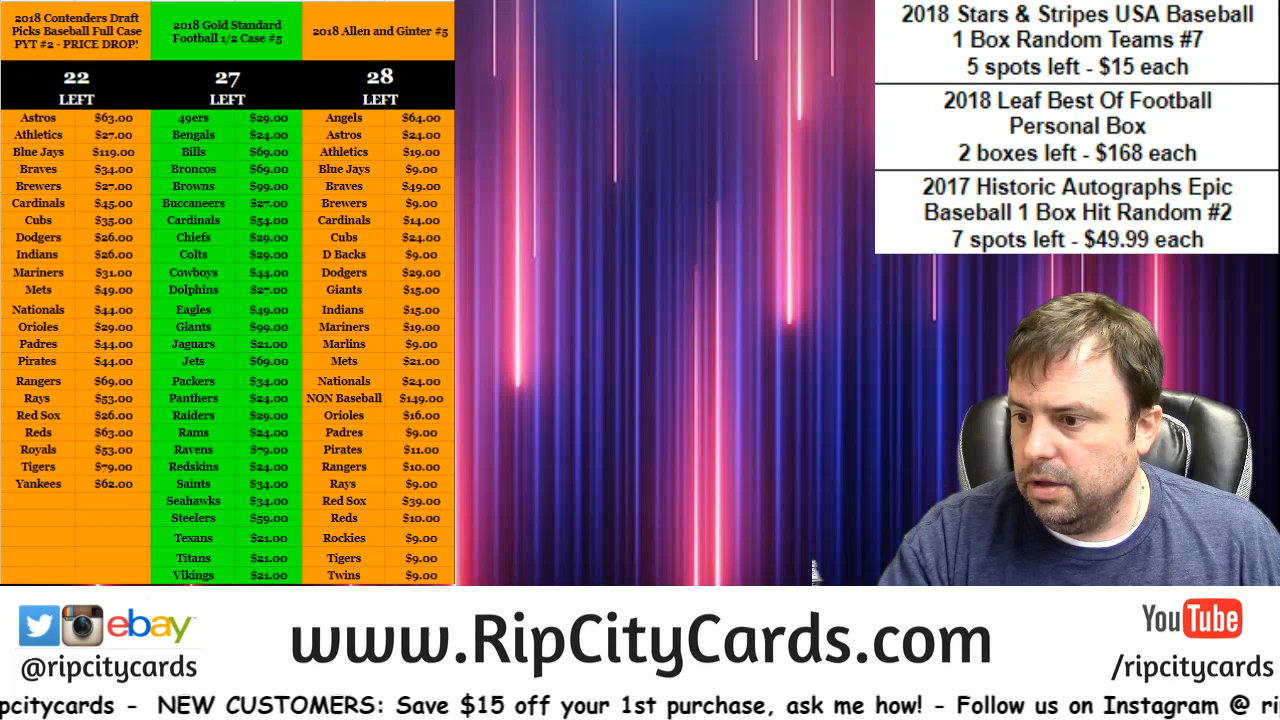 2018 Contenders Draft
Picks Baseball Full Case
PYT #2 - PRICE DROP!
22
LEFT
Astros $63.00
Athletics $27.00
Blue Jays $119.00
Braves $34.00
Brewers $27.00
Cardinals $45.00
Cubs $35.00
Dodgers $26.00
Indians $26.00
Mariners $31.00
Mets $49.00
Nationals $44.00
Orioles $29.00
Padres $44.00
Pirates $44.00
Rangers $69.00
Rays $53.00
Red Sox $26.00
Reds $63.00
Royals $53.00
Tigers $79.00
Yankees $62.00
2018 Gold Standard
Football 1/2 Case #5
27
LEFT
49ers $29.00
Bengals $24.00
Bills $69.00
Broncos $69.00
Browns $99.00
Buccaneers $27.00
Cardinals $54.00
Chiefs $29.00
Colts $29.00
Cowboys $44.00
Dolphins $27.00
Eagles $49.00
Giants $99.00
Jaguars $21.00
Jets $69.00
Packers $34.00
Panthers $24.00
Raiders $29.00
Rams $24.00
Ravens $79.00
Redskins $24.00
Saints $34.00
Seahawks $34.00
Steelers $59.00
Texans $21.00
Titans $21.00
Vikings $21.00
2018 Allen and Ginter #5
28
LEFT
Angels $64.00
Astros $24.00
Athletics $19.00
Blue Jays $9.00
Braves $49.00
Brewers $9.00
Cardinals $14.00
Cubs $24.00
D Backs $9.00
Dodgers $29.00
Giants $15.00
Indians $15.00
Mariners $19.00
Marlins $9.00
Mets $21.00
Nationals $24.00
NON Baseball $149.00
Orioles $16.00
Padres $9.00
Pirates $11.00
Rangers $10.00
Rays $9.00
Red Sox $39.00
Reds $10.00
Rockies $9.00
Tigers $9.00
Twins $9.00
2018 Stars & Stripes USA Baseball
1 Box Random Teams #7
5 spots left - $15 each
2018 Leaf Best Of Football
Personal Box
2 boxes left - $168 each
2017 Historic Autographs Epic
Baseball 1 Box Hit Random #2
7 spots left - $49.99 each
ebay
@ripcitycards
www.RipCityCards.com
YouTube
/ripcitycards
pcitycards - NEW CUSTOMERS: Save $15 off your 1st purchase, ask me how! - Follow us on Instagram @ ri